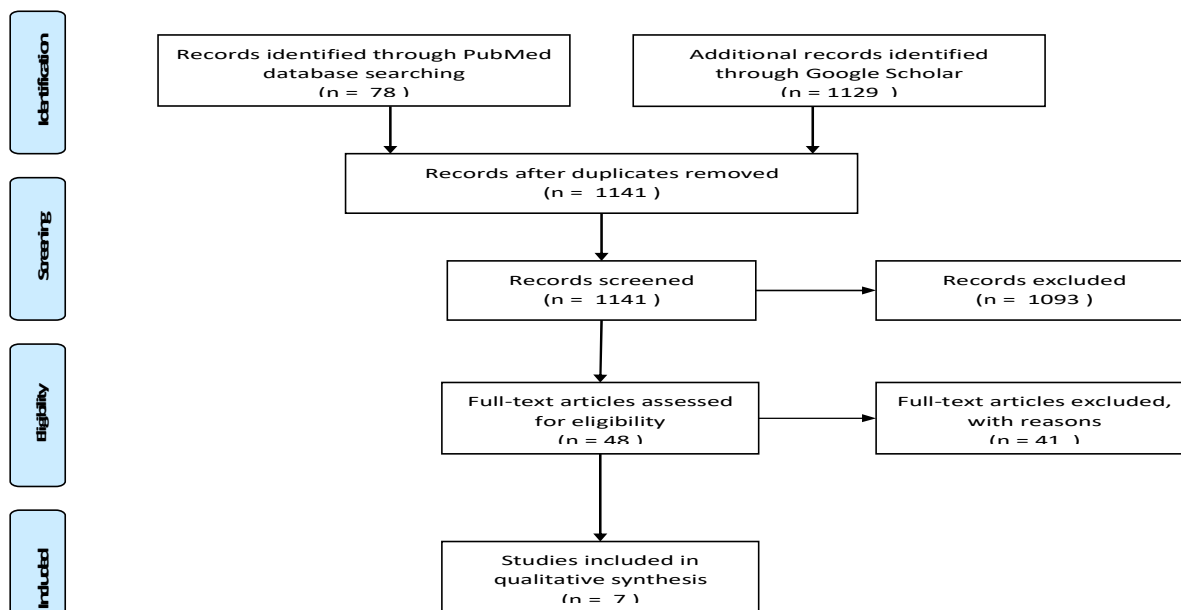 Identification
Records identified through PubMed
database searching
(n = 78 )
Additional records identified
through Google Scholar
(n = 1129 )
Records after duplicates removed
(n = 1141 )
Screening
Records screened
(n = 1141 )
Records excluded
(n = 1093 )
Eligibility
Full-text articles assessed
for eligibility
(n = 48 )
Full-text articles excluded,
with reasons
(n = 41 )
Included
Studies included in
qualitative synthesis
(n = 7 )